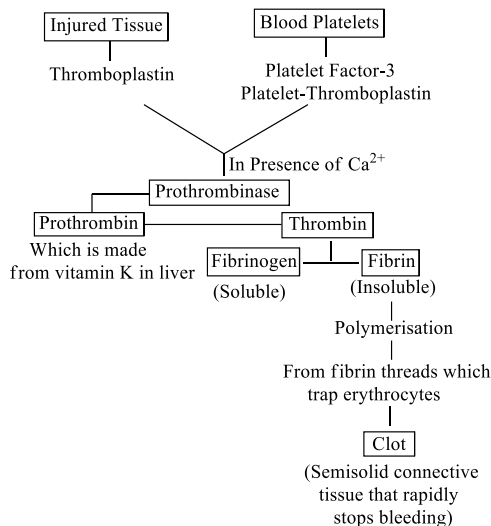 Injured Tissue
Blood Platelets
Thromboplastin
Platelet Factor-3
Platelet-Thromboplastin
In Presence of Ca²⁺
Prothrombinase
Prothrombin
Thrombin
Which is made
from vitamin K in liver
Fibrinogen
Fibrin
(Soluble)
(Insoluble)
Polymerisation
From fibrin threads which
trap erythrocytes
Clot
(Semisolid connective
tissue that rapidly
stops bleeding)